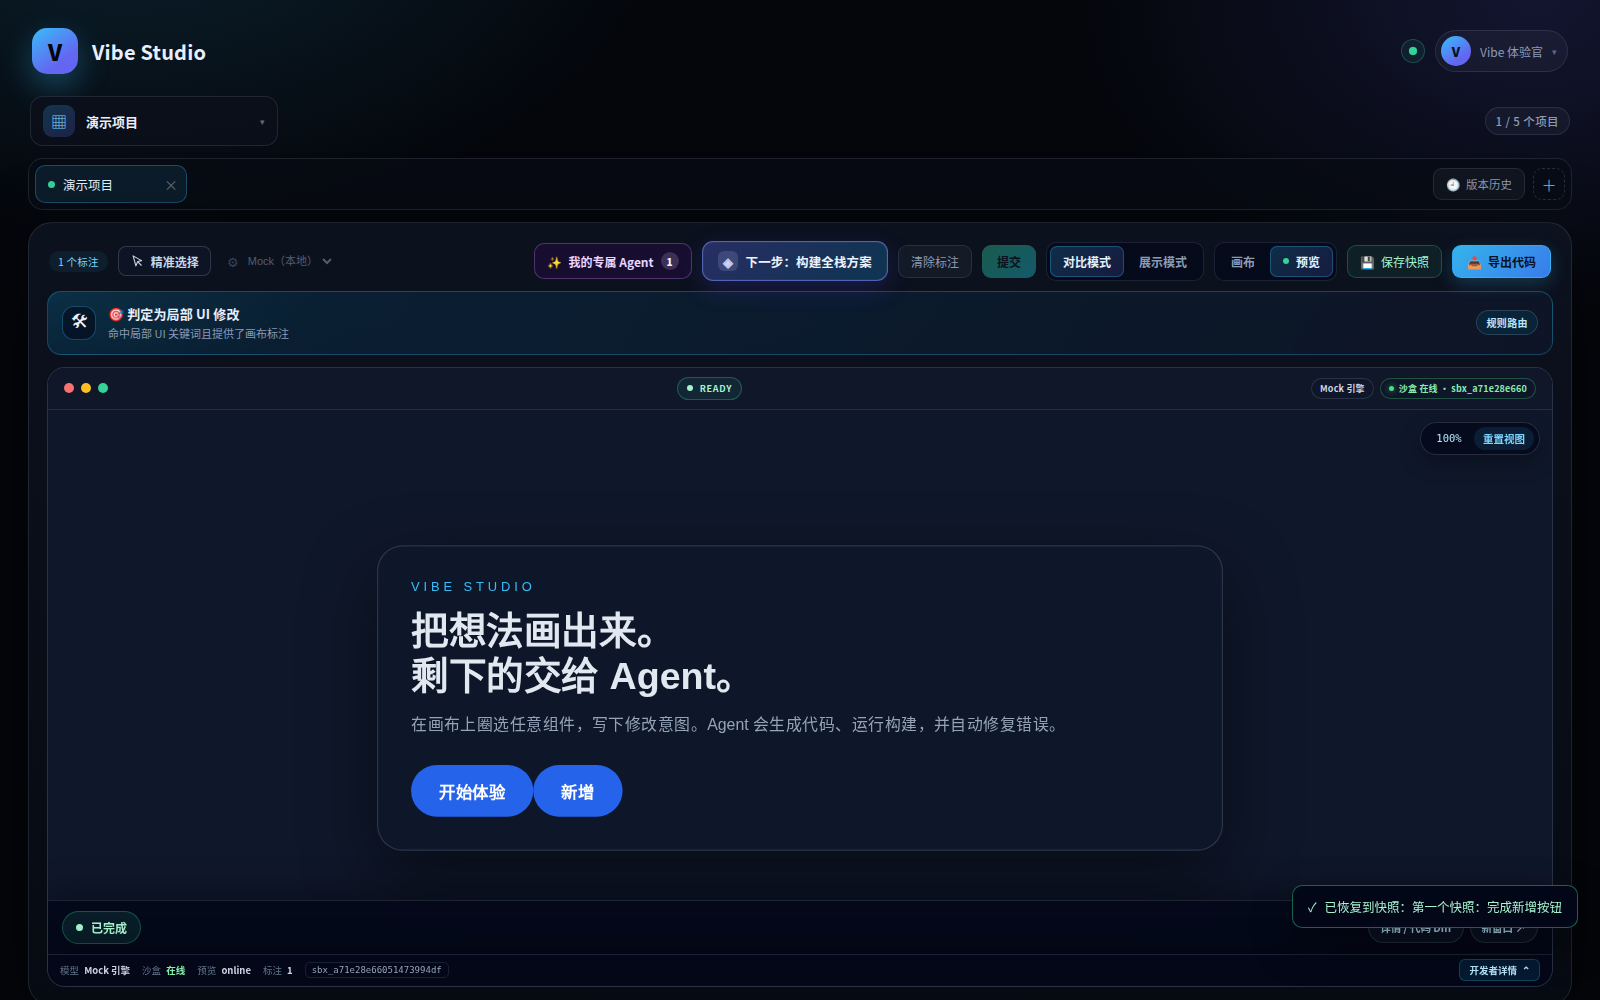 V
Vibe Studio
V
Vibe 体验官
演示项目
1 / 5 个项目
演示项目
版本历史
1 个标注
精准选择
Mock（本地）
我的专属 Agent 1
下一步：构建全栈方案
清除标注
提交
对比模式
展示模式
画布
预览
保存快照
导出代码
判定为局部 UI 修改
命中局部 UI 关键词且提供了画布标注
规则路由
READY
Mock 引擎
沙盒 在线 · sbx_a71e28e660
100%
重置视图
VIBE STUDIO
把想法画出来。
剩下的交给 Agent。
在画布上圈选任意组件，写下修改意图。Agent 会生成代码、运行构建，并自动修复错误。
开始体验
新增
✓ 已恢复到快照：第一个快照：完成新增按钮
已完成
模型 Mock 引擎
沙盒 在线
预览 online
标注 1
sbx_a71e28e66051473994df
开发者详情